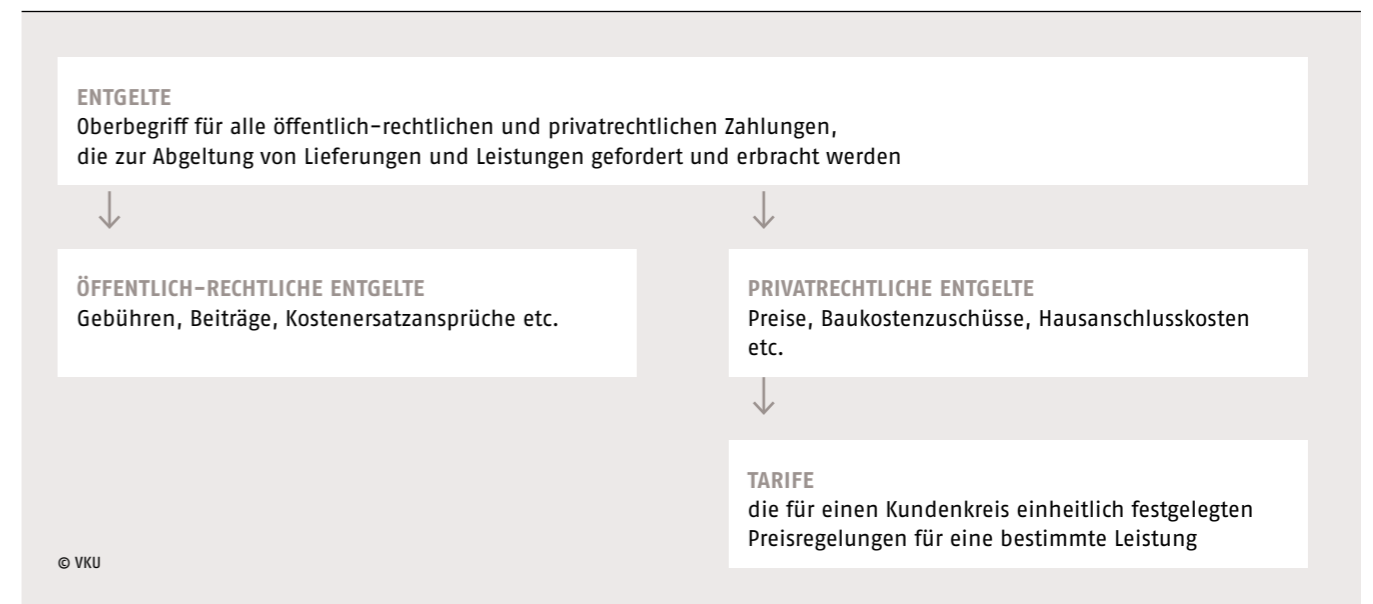 ENTGELTE
Oberbegriff für alle öffentlich-rechtlichen und privatrechtlichen Zahlungen,
die zur Abgeltung von Lieferungen und Leistungen gefordert und erbracht werden
ÖFFENTLICH-RECHTLICHE ENTGELTE
Gebühren, Beiträge, Kostenersatzansprüche etc.
PRIVATRECHTLICHE ENTGELTE
Preise, Baukostenzuschüsse, Hausanschlusskosten
etc.
TARIFE
die für einen Kundenkreis einheitlich festgelegten
Preisregelungen für eine bestimmte Leistung
© VKU